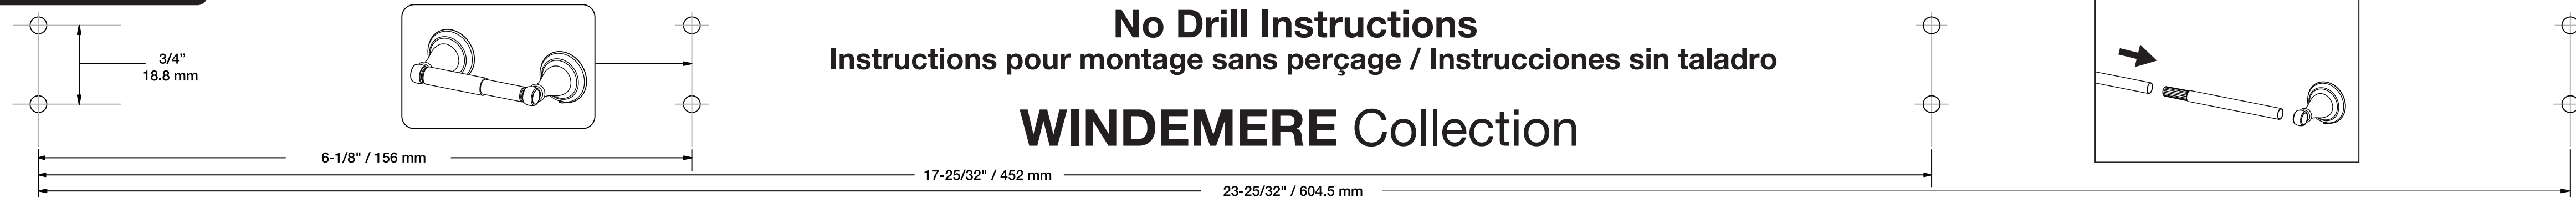 No Drill Instructions
Instructions pour montage sans perçage / Instrucciones sin taladro
3/4”
18.8 mm
WINDEMERE Collection
6-1/8" / 156 mm
17-25/32" / 452 mm
23-25/32" / 604.5 mm